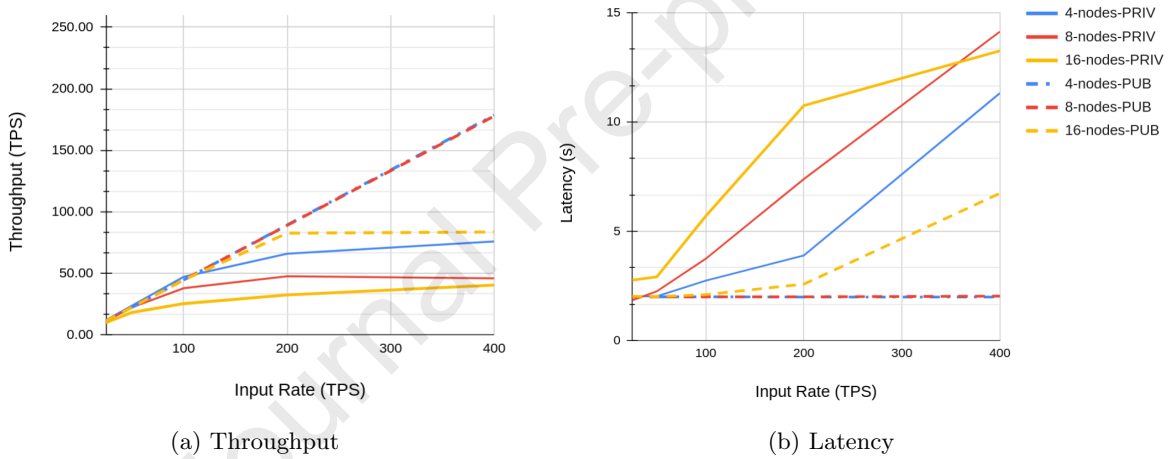 250.00
200.00
150.00
100.00
50.00
0.00
Throughput (TPS)
100
200
300
400
Input Rate (TPS)
(a) Throughput
15
10
5
0
Latency (s)
100
200
300
400
Input Rate (TPS)
(b) Latency
4-nodes-PRIV
8-nodes-PRIV
16-nodes-PRIV
4-nodes-PUB
8-nodes-PUB
16-nodes-PUB
Journal Pre-p